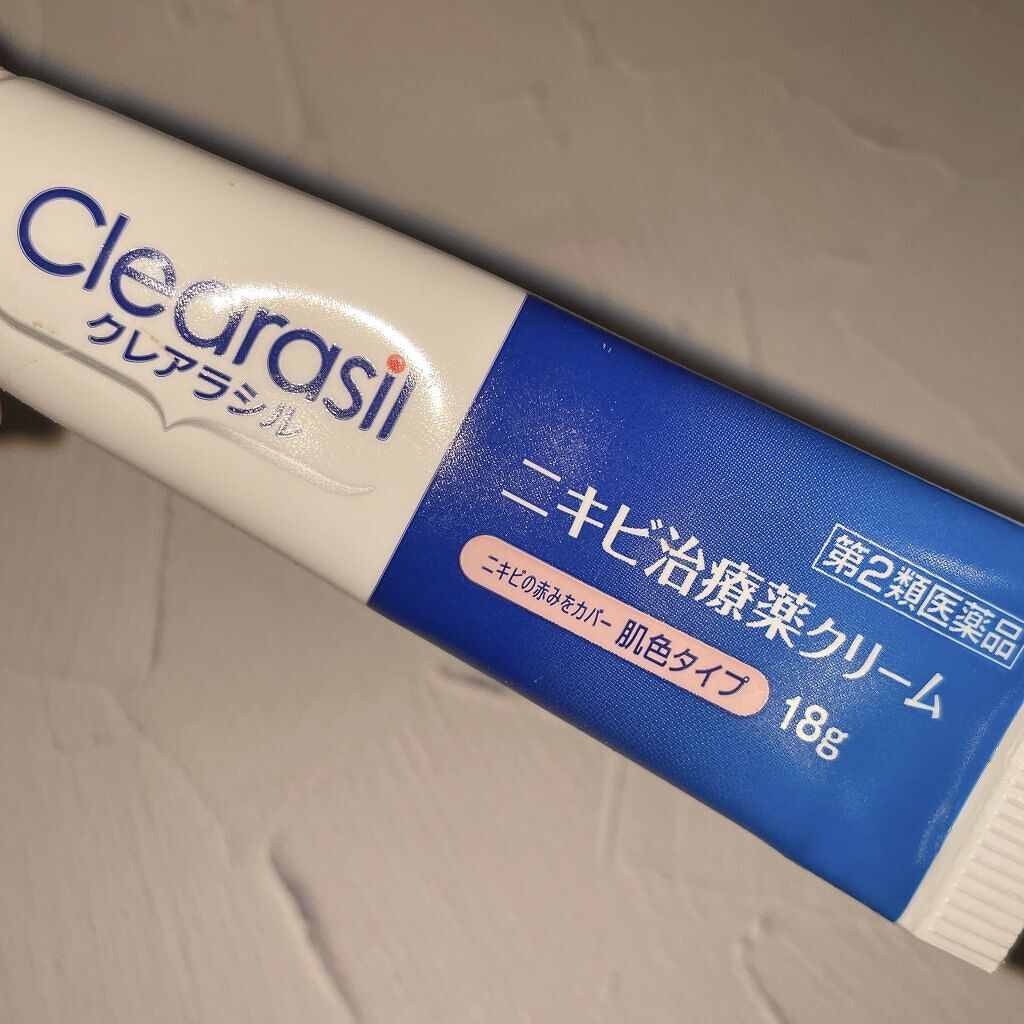 Clearasil
クレアラシル
第2類医薬品
ニキビ治療薬クリーム
ニキビの赤みをカバー 肌色タイプ
18g